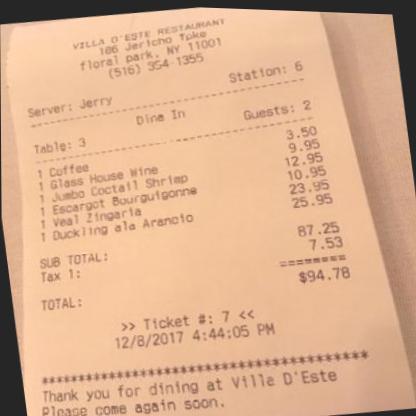 VILLA D'ESTE RESTAURANT
186 Jericho Tpke
floral park, NY 11001
(516) 354-1355
Server: Jerry Station: 6
Dine In
Table: 3 Guests: 2
1 Coffee 3.50
1 Glass House Wine 9.95
1 Jumbo Coctail Shrimp 12.95
1 Escargot Bourguigonne 10.95
1 Veal Zingaria 23.95
1 Duckling ala Arancio 25.95
SUB TOTAL: 87.25
Tax 1: 7.53
========
TOTAL: $94.78
>> Ticket #: 7 <<
12/8/2017 4:44:05 PM
****************************************
Thank you for dining at Villa D'Este
Please come again soon.